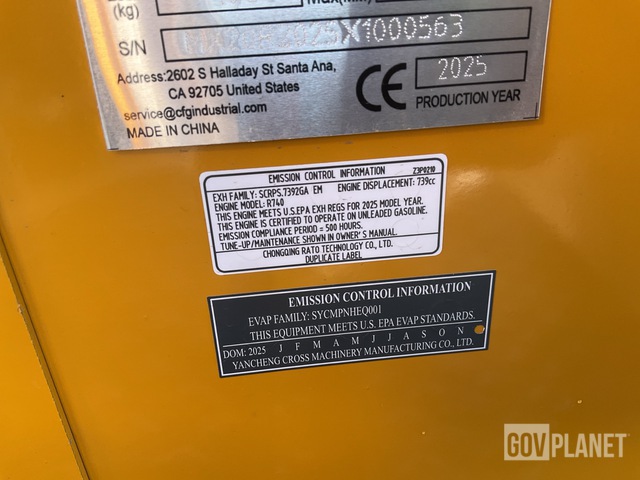 (kg)
S/N X1000563
Address:2602 S Halladay St Santa Ana,
CA 92705 United States
service@cfgindustrial.com
MADE IN CHINA
CE
2025
PRODUCTION YEAR
EMISSION CONTROL INFORMATION Z3P0210
EXH FAMILY: SCRPS.7392GA EM ENGINE DISPLACEMENT: 739cc
ENGINE MODEL: R740
THIS ENGINE MEETS U.S.EPA EXH REGS FOR 2025 MODEL YEAR.
THIS ENGINE IS CERTIFIED TO OPERATE ON UNLEADED GASOLINE.
EMISSION COMPLIANCE PERIOD = 500 HOURS.
TUNE-UP/MAINTENANCE SHOWN IN OWNER'S MANUAL.
CHONGQING RATO TECHNOLOGY CO., LTD.
DUPLICATE LABEL
EMISSION CONTROL INFORMATION
EVAP FAMILY: SYCMPNHEQ001
THIS EQUIPMENT MEETS U.S. EPA EVAP STANDARDS.
DOM: 2025 J F M A M J J A S O N
YANCHENG CROSS MACHINERY MANUFACTURING CO., LTD.
GOVPLANET